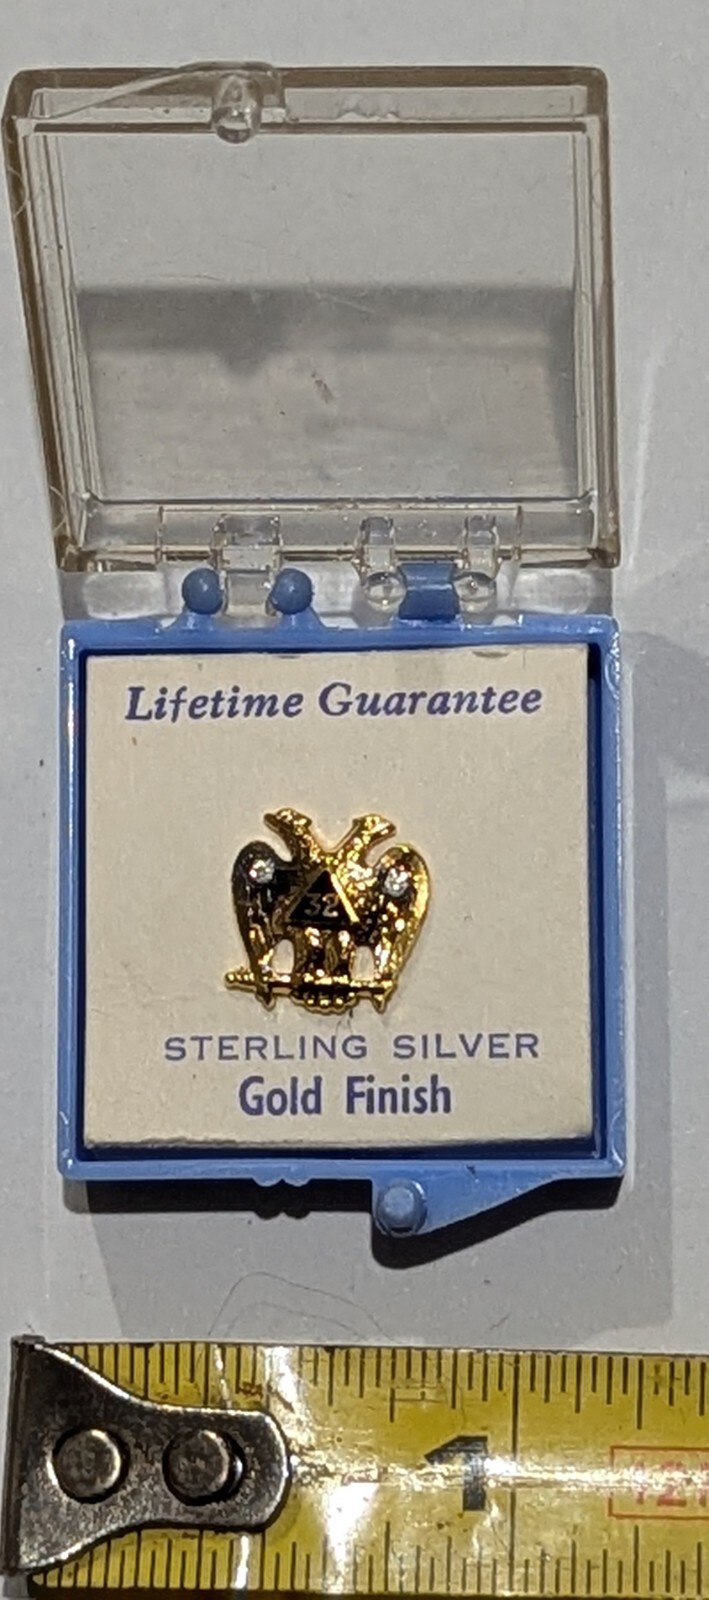 Lifetime Guarantee
32
STERLING SILVER
Gold Finish
1